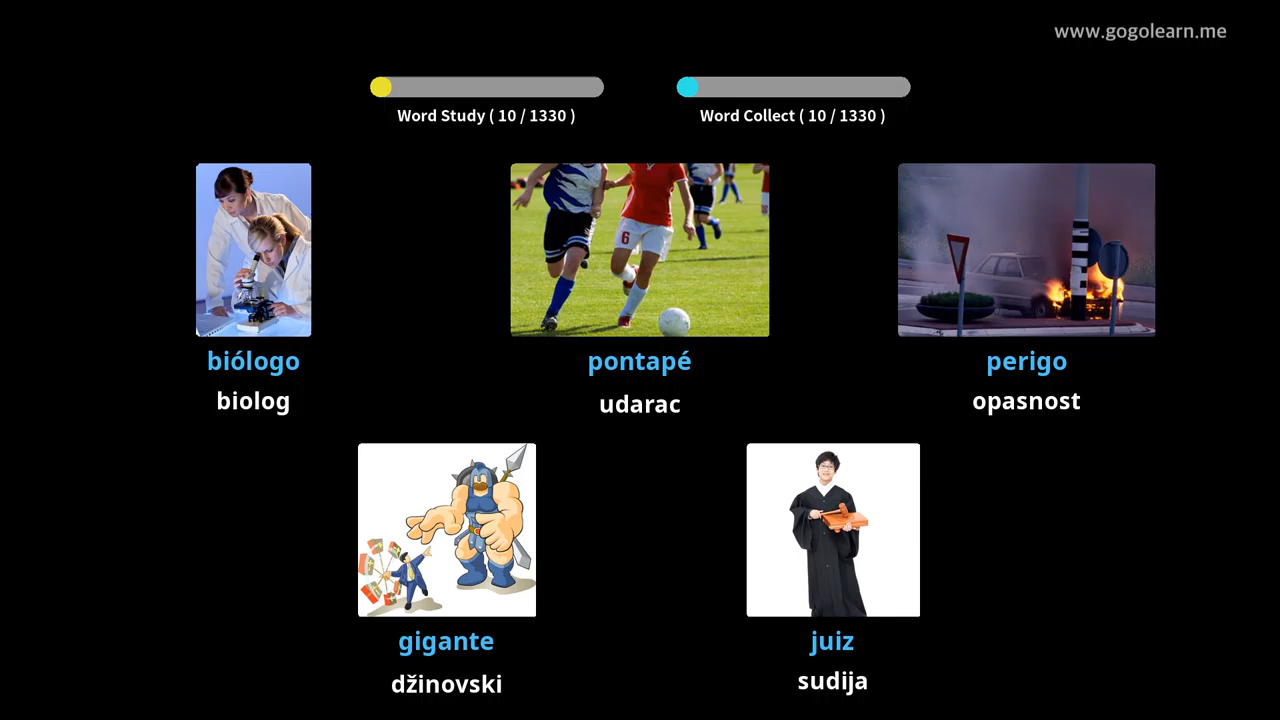 www.gogolearn.me
Word Study ( 10 / 1330 )
Word Collect ( 10 / 1330 )
6
biólogo
pontapé
perigo
biolog
udarac
opasnost
gigante
juiz
džinovski
sudija